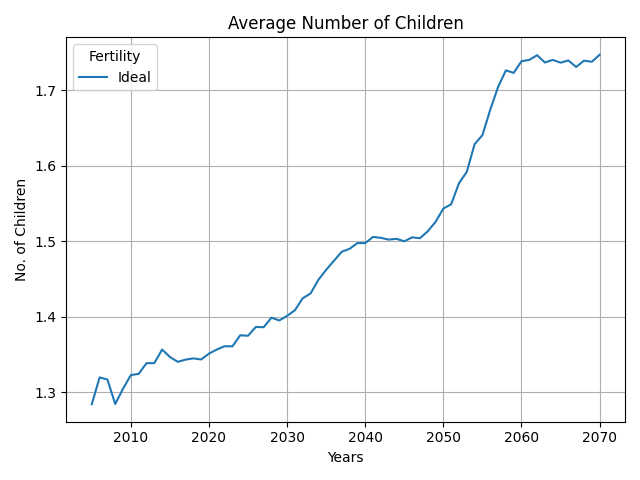 Average Number of Children
Fertility
Ideal
No. of Children
1.7
1.6
1.5
1.4
1.3
2010 2020 2030 2040 2050 2060 2070
Years